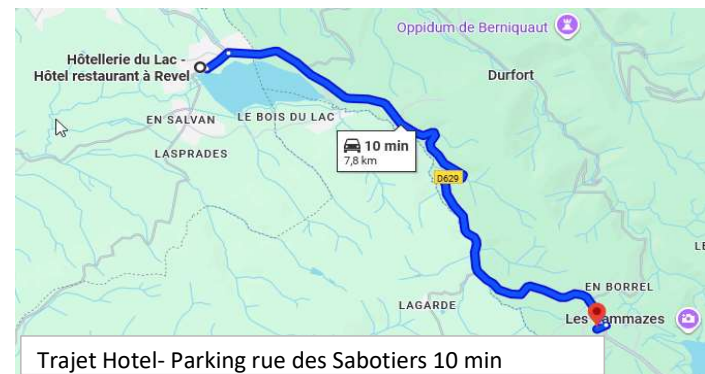 Oppidum de Berniquaut
Hôtellerie du Lac -
Hôtel restaurant à Revel
Durfort
EN SALVAN
LE BOIS DU LAC
LASPRADES
10 min
7,8 km
D629
EN BORREL
LAGARDE
Trajet Hotel- Parking rue des Sabotiers 10 min